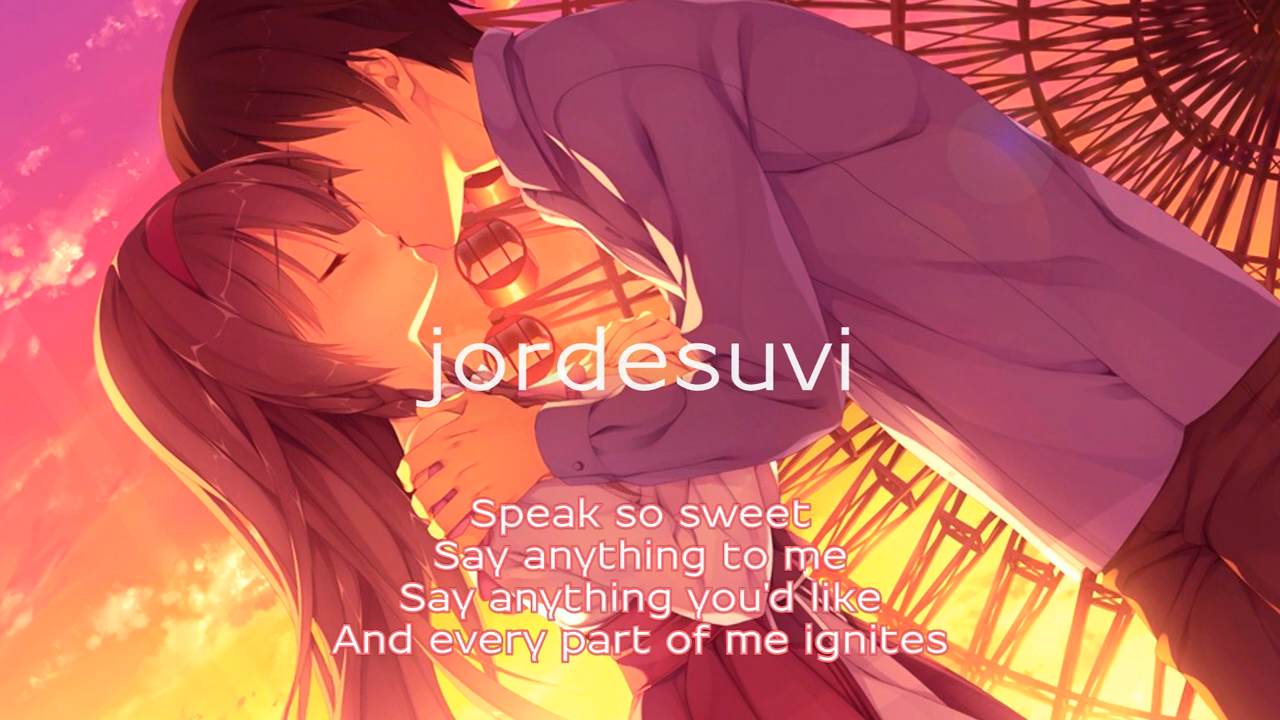 jordesuvi
Speak so sweet
Say anything to me
Say anything you'd like
And every part of me ignites